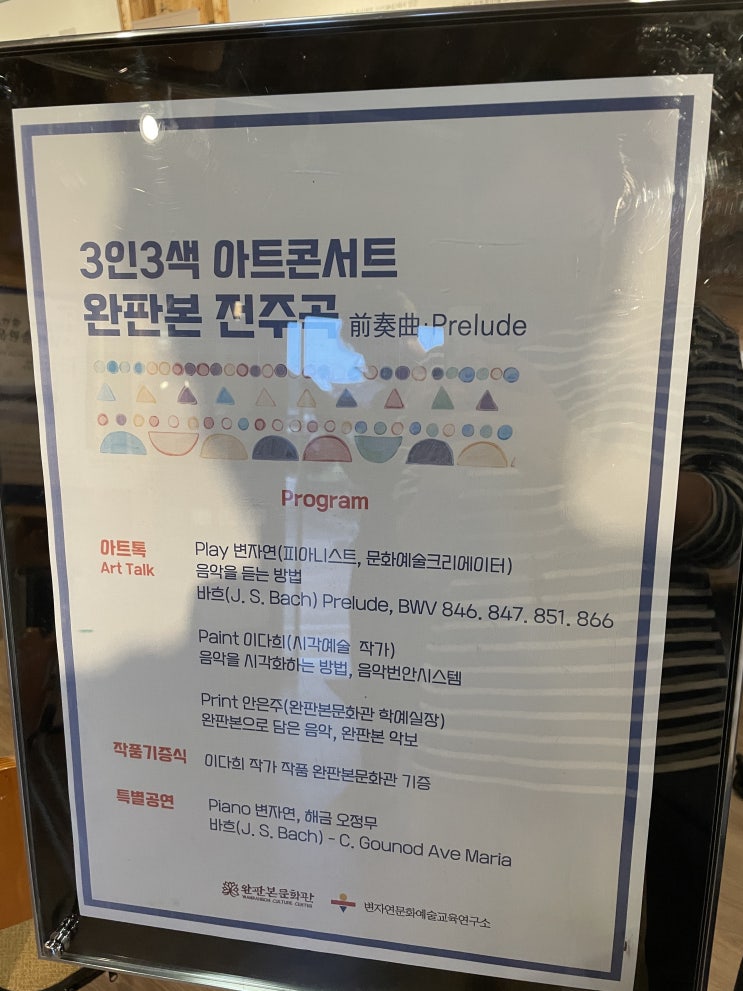 3인3색 아트콘서트
완판본 전주곡 前奏曲·Prelude
Program
아트톡
Art Talk
Play 변자연(피아니스트, 문화예술크리에이터)
음악을 듣는 방법
바흐(J. S. Bach) Prelude, BWV 846. 847. 851. 866
Paint 이다희(시각예술 작가)
음악을 시각화하는 방법, 음악번안시스템
Print 안은주(완판본문화관 학예실장)
완판본으로 담은 음악, 완판본 악보
작품기증식
이다희 작가 작품 완판본문화관 기증
특별공연
Piano 변자연, 해금 오정무
바흐(J. S. Bach) - C. Gounod Ave Maria
완판본문화관
WANPANBON CULTURE CENTER
변자연문화예술교육연구소